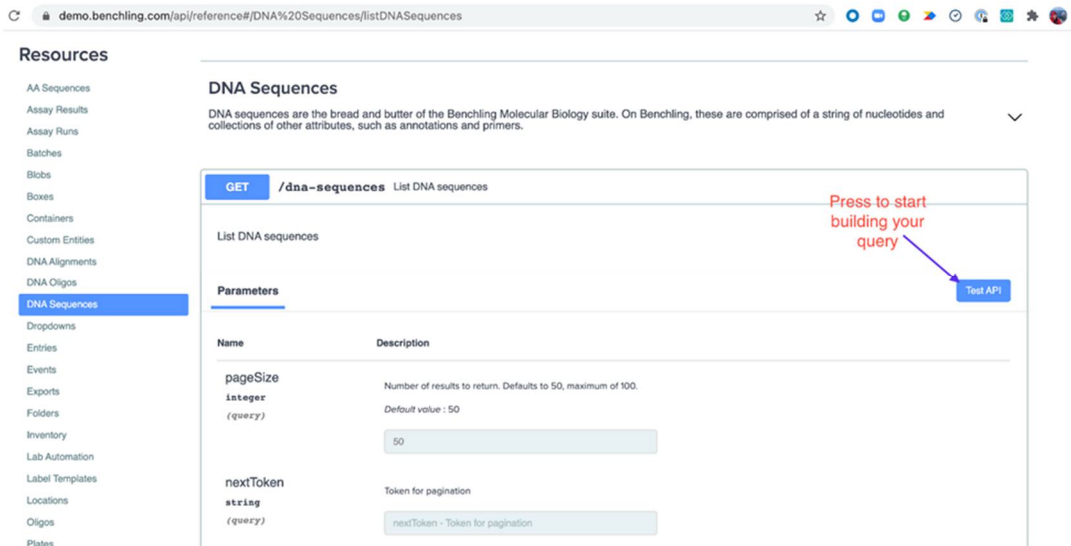 demo.benchling.com/api/reference#/DNA%20Sequences/listDNASequences
Resources
AA Sequences
Assay Results
Assay Runs
Batches
Blobs
Boxes
Containers
Custom Entities
DNA Alignments
DNA Oligos
DNA Sequences
Dropdowns
Entries
Events
Exports
Folders
Inventory
Lab Automation
Label Templates
Locations
Oligos
Plates
DNA Sequences
DNA sequences are the bread and butter of the Benchling Molecular Biology suite. On Benchling, these are comprised of a string of nucleotides and
collections of other attributes, such as annotations and primers.
GET /dna-sequences List DNA sequences
Press to start
building your
query
List DNA sequences
Parameters
Test API
Name Description
pageSize
integer
(query)
Number of results to return. Defaults to 50, maximum of 100.
Default value : 50
50
nextToken
string
(query)
Token for pagination
nextToken - Token for pagination